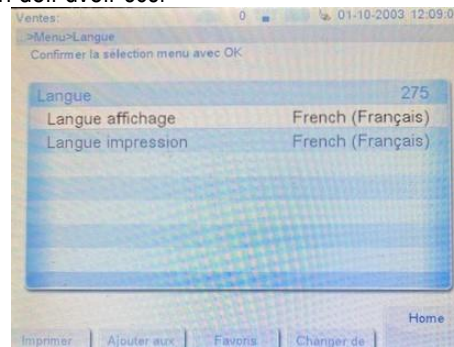 Ventes: 0 01-10-2003 12:09:0
>Menu>Langue
Confirmer la sélection menu avec OK
Langue 275
Langue affichage French (Français)
Langue impression French (Français)
Home
Imprimer Ajouter aux Favoris Changer de